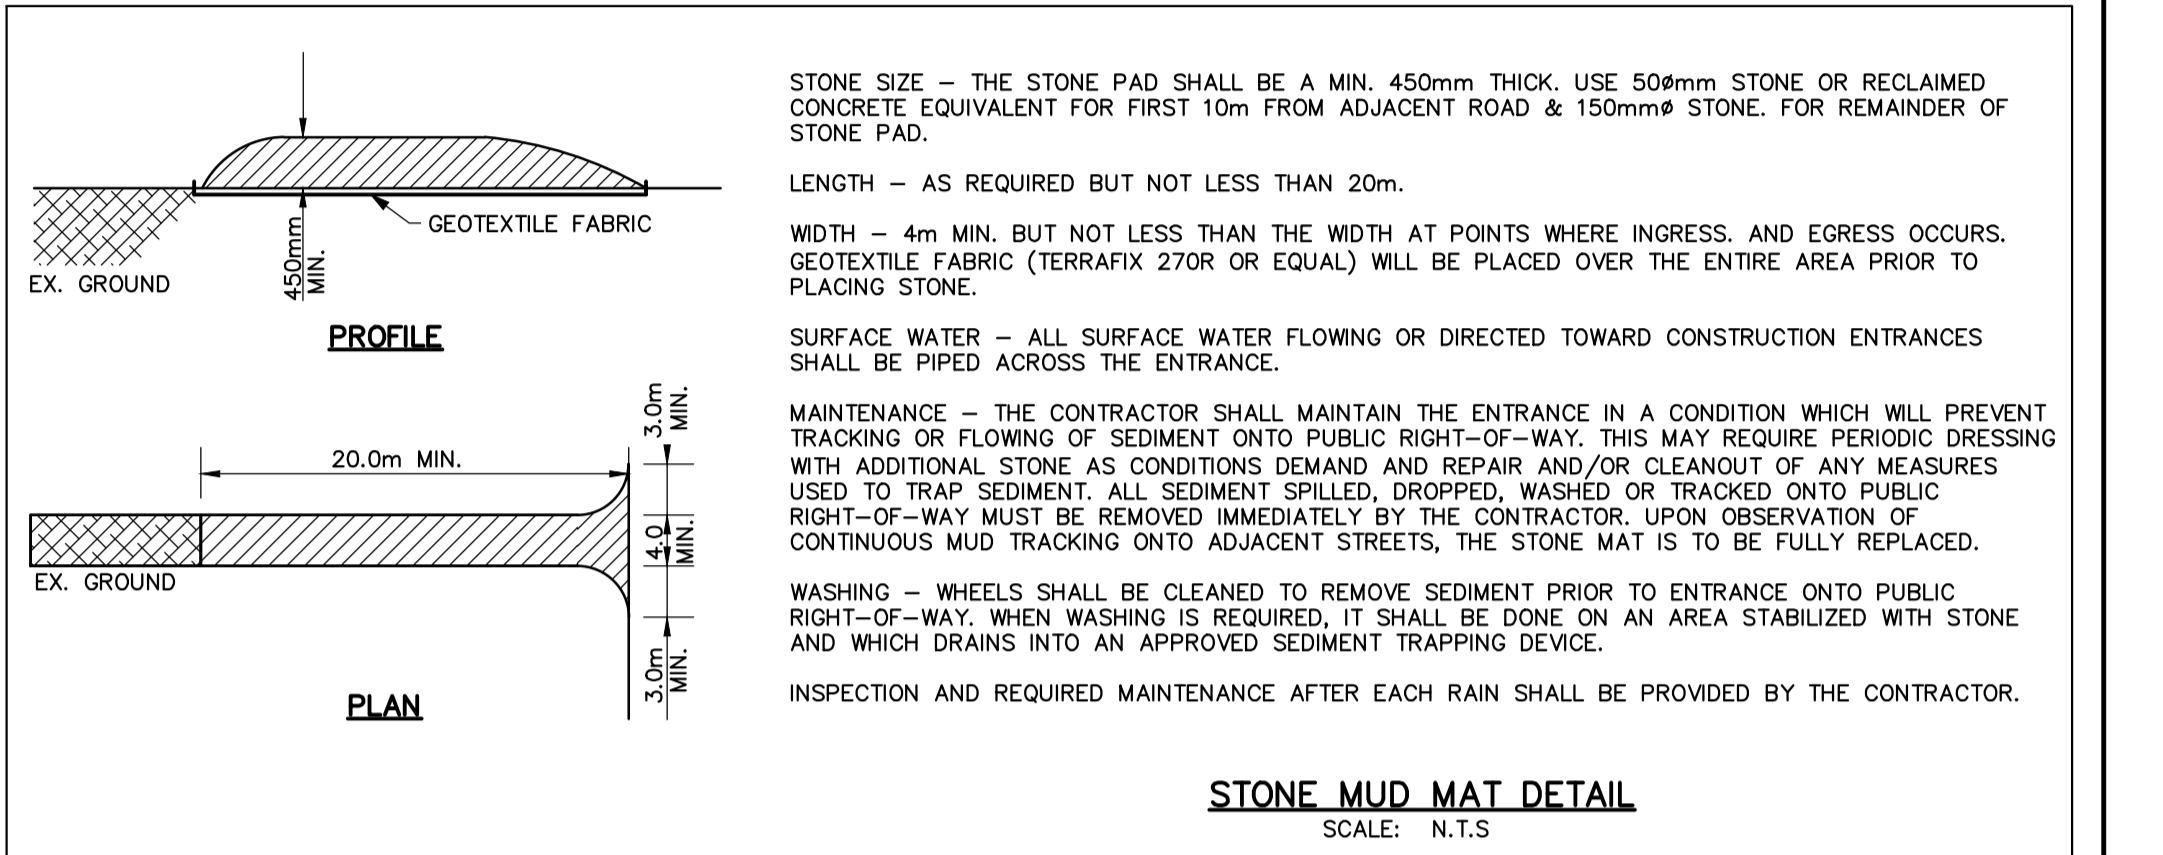 450mm
MIN.
GEOTEXTILE FABRIC
EX. GROUND
PROFILE
20.0m MIN.
3.0m
MIN.
4.0
MIN.
3.0m
MIN.
EX. GROUND
PLAN
STONE SIZE – THE STONE PAD SHALL BE A MIN. 450mm THICK. USE 50ømm STONE OR RECLAIMED
CONCRETE EQUIVALENT FOR FIRST 10m FROM ADJACENT ROAD & 150mmø STONE. FOR REMAINDER OF
STONE PAD.
LENGTH – AS REQUIRED BUT NOT LESS THAN 20m.
WIDTH – 4m MIN. BUT NOT LESS THAN THE WIDTH AT POINTS WHERE INGRESS. AND EGRESS OCCURS.
GEOTEXTILE FABRIC (TERRAFIX 270R OR EQUAL) WILL BE PLACED OVER THE ENTIRE AREA PRIOR TO
PLACING STONE.
SURFACE WATER – ALL SURFACE WATER FLOWING OR DIRECTED TOWARD CONSTRUCTION ENTRANCES
SHALL BE PIPED ACROSS THE ENTRANCE.
MAINTENANCE – THE CONTRACTOR SHALL MAINTAIN THE ENTRANCE IN A CONDITION WHICH WILL PREVENT
TRACKING OR FLOWING OF SEDIMENT ONTO PUBLIC RIGHT–OF–WAY. THIS MAY REQUIRE PERIODIC DRESSING
WITH ADDITIONAL STONE AS CONDITIONS DEMAND AND REPAIR AND/OR CLEANOUT OF ANY MEASURES
USED TO TRAP SEDIMENT. ALL SEDIMENT SPILLED, DROPPED, WASHED OR TRACKED ONTO PUBLIC
RIGHT–OF–WAY MUST BE REMOVED IMMEDIATELY BY THE CONTRACTOR. UPON OBSERVATION OF
CONTINUOUS MUD TRACKING ONTO ADJACENT STREETS, THE STONE MAT IS TO BE FULLY REPLACED.
WASHING – WHEELS SHALL BE CLEANED TO REMOVE SEDIMENT PRIOR TO ENTRANCE ONTO PUBLIC
RIGHT–OF–WAY. WHEN WASHING IS REQUIRED, IT SHALL BE DONE ON AN AREA STABILIZED WITH STONE
AND WHICH DRAINS INTO AN APPROVED SEDIMENT TRAPPING DEVICE.
INSPECTION AND REQUIRED MAINTENANCE AFTER EACH RAIN SHALL BE PROVIDED BY THE CONTRACTOR.
STONE MUD MAT DETAIL
SCALE: N.T.S